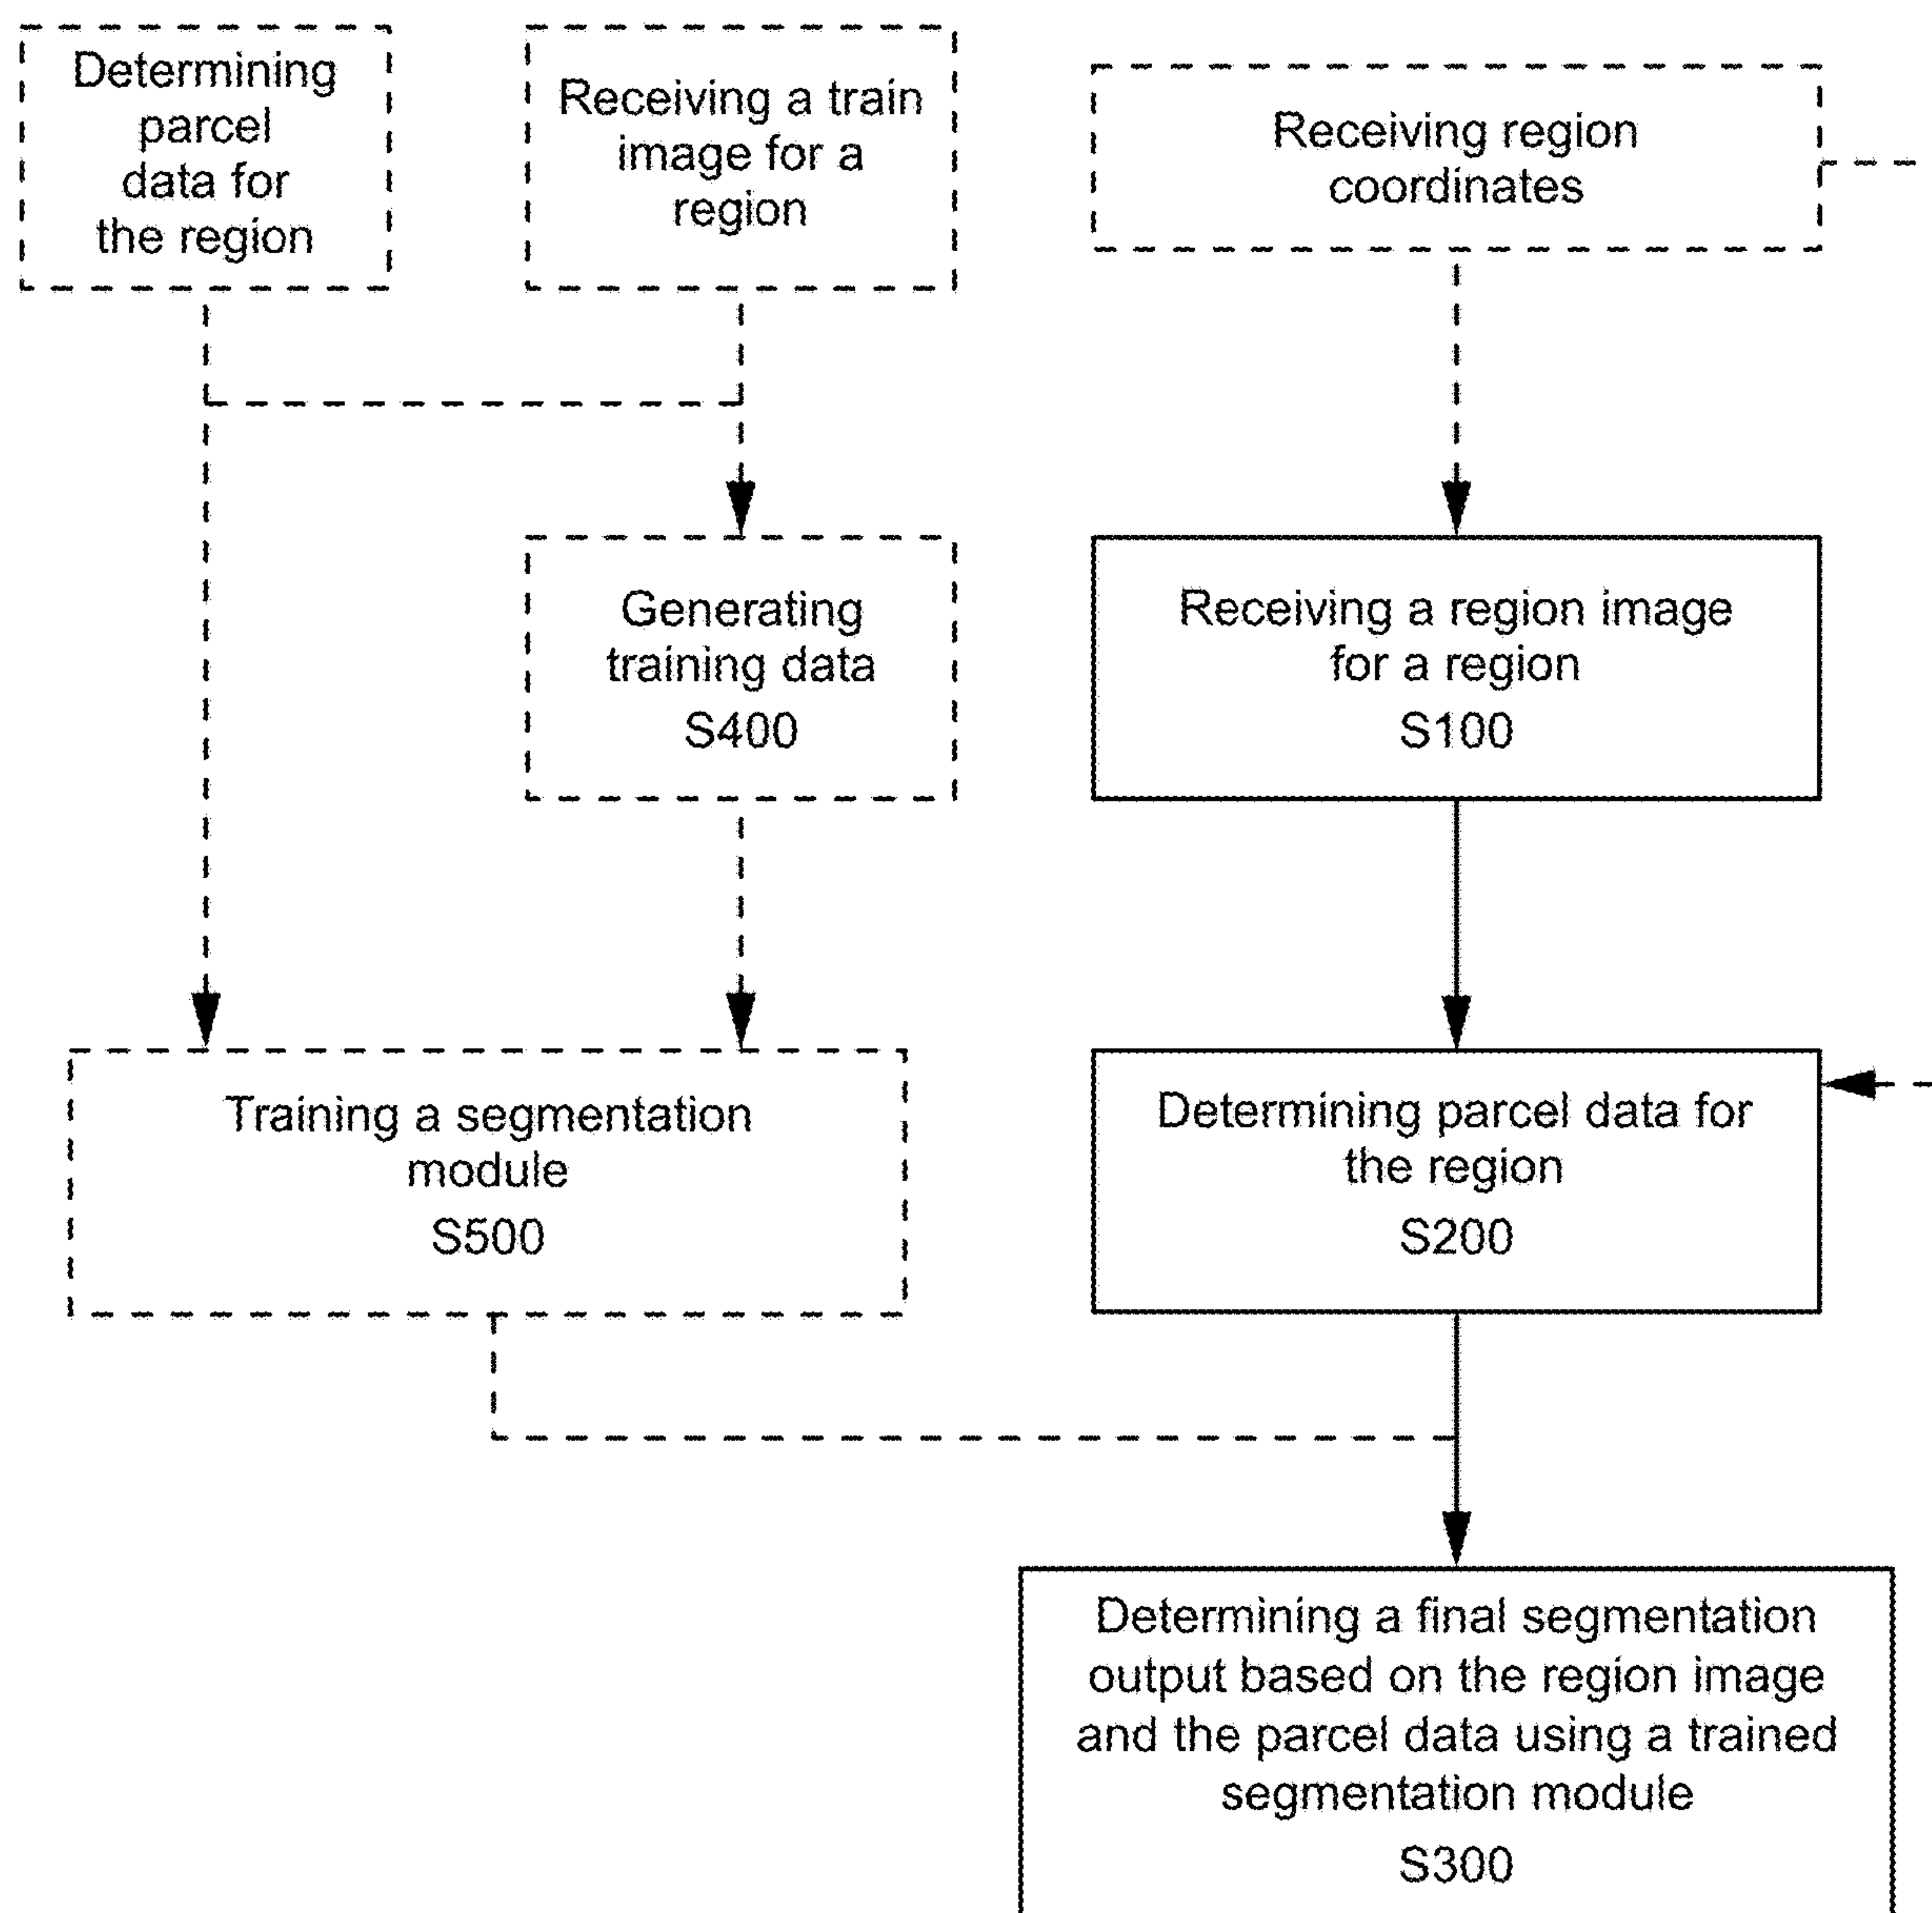 Determining
parcel
data for
the region
Receiving a train
image for a
region
Receiving region
coordinates
Generating
training data
S400
Receiving a region image
for a region
S100
Training a segmentation
module
S500
Determining parcel data for
the region
S200
Determining a final segmentation
output based on the region image
and the parcel data using a trained
segmentation module
S300